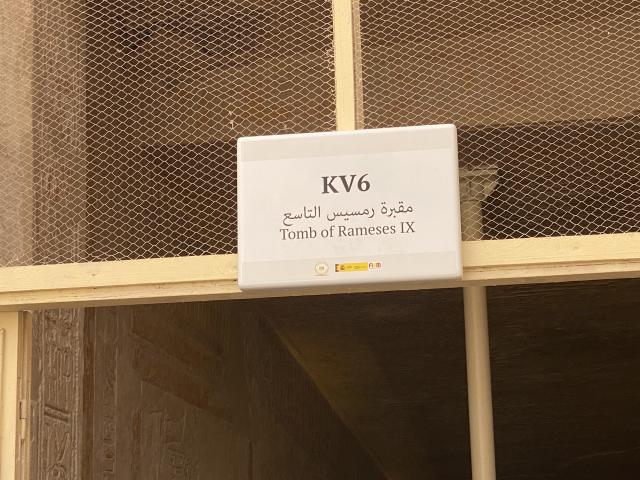 KV6
مقبرة رمسيس التاسع
Tomb of Rameses IX